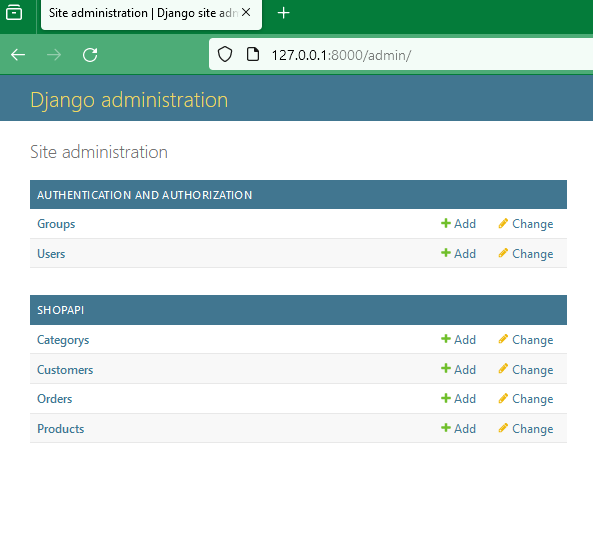 Site administration | Django site adn
127.0.0.1:8000/admin/
Django administration
Site administration
AUTHENTICATION AND AUTHORIZATION
Groups Add Change
Users Add Change
SHOPAPI
Categorys Add Change
Customers Add Change
Orders Add Change
Products Add Change